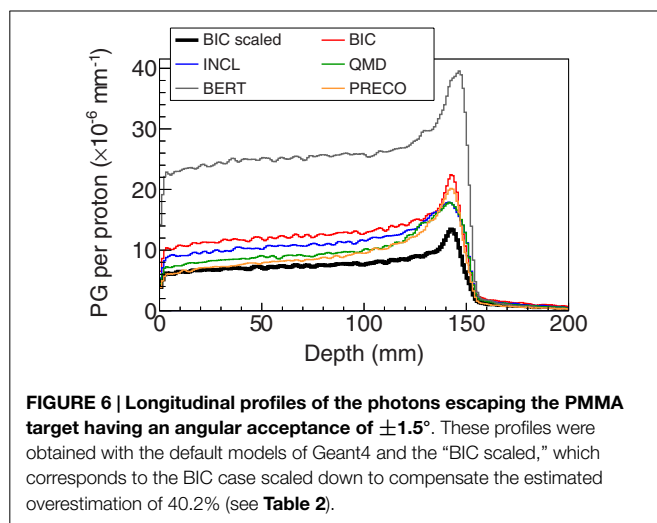 BIC scaled BIC
INCL QMD
BERT PRECO
PG per proton (×10⁻⁶ mm⁻¹)
40
30
20
10
0
0 50 100 150 200
Depth (mm)
FIGURE 6 | Longitudinal profiles of the photons escaping the PMMA
target having an angular acceptance of ±1.5°. These profiles were
obtained with the default models of Geant4 and the “BIC scaled,” which
corresponds to the BIC case scaled down to compensate the estimated
overestimation of 40.2% (see Table 2).